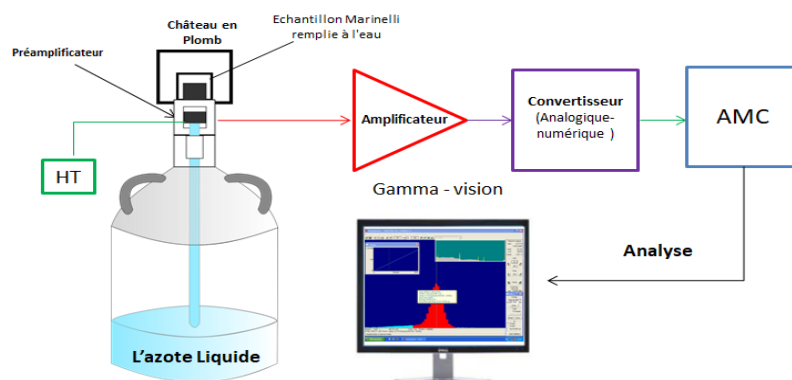 Château en
Plomb
Echantillon Marinelli
remplie à l'eau
Préamplificateur
Amplificateur
Convertisseur
(Analogique-
numérique )
AMC
HT
Gamma - vision
Analyse
L'azote Liquide